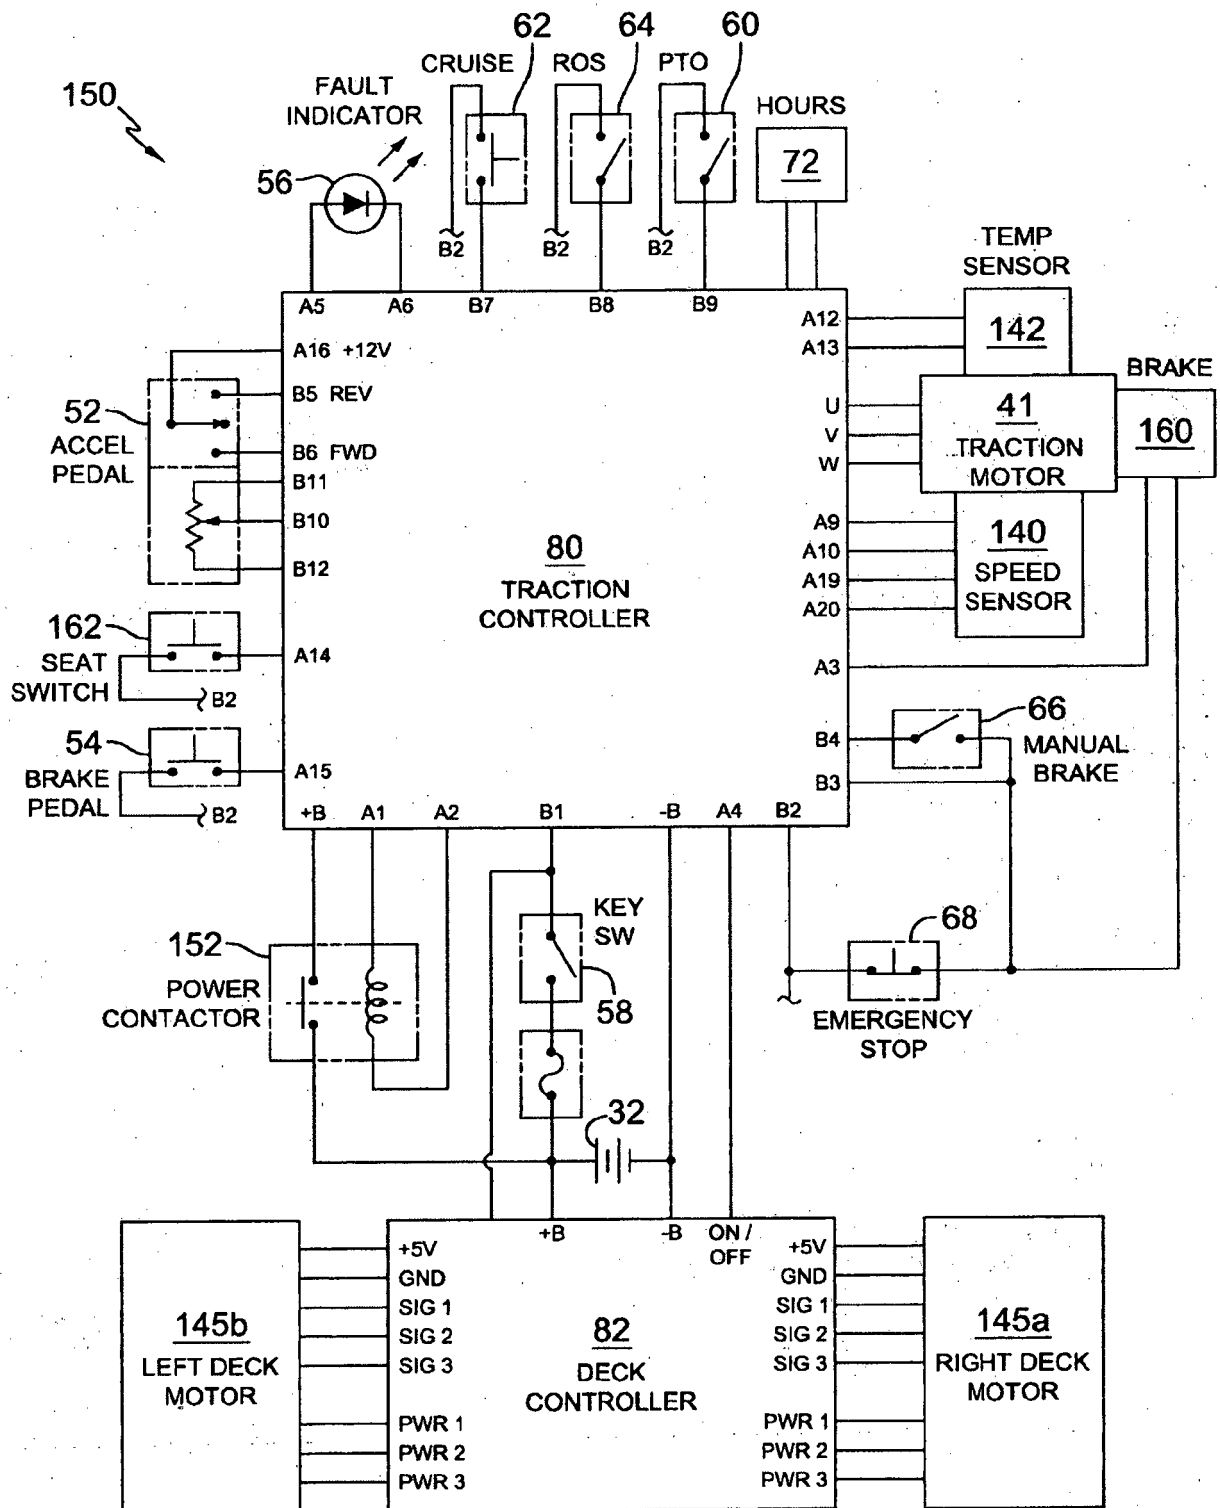 62
64
60
CRUISE
ROS
PTO
150
FAULT
INDICATOR
HOURS
72
56
B2
B2
B2
TEMP
SENSOR
142
A5
A6
B7
B8
B9
A12
A13
A16 +12V
BRAKE
160
52
ACCEL
PEDAL
B5 REV
B6 FWD
B11
B10
B12
U
V
W
41
TRACTION
MOTOR
80
TRACTION
CONTROLLER
A9
A10
A19
A20
140
SPEED
SENSOR
162
SEAT
SWITCH
A14
B2
A3
66
MANUAL
BRAKE
B4
B3
54
BRAKE
PEDAL
A15
B2
+B
A1
A2
B1
-B
A4
B2
KEY
SW
58
68
EMERGENCY
STOP
152
POWER
CONTACTOR
32
+B
-B
ON /
OFF
+5V
GND
SIG 1
SIG 2
SIG 3
PWR 1
PWR 2
PWR 3
145b
LEFT DECK
MOTOR
82
DECK
CONTROLLER
+5V
GND
SIG 1
SIG 2
SIG 3
PWR 1
PWR 2
PWR 3
145a
RIGHT DECK
MOTOR